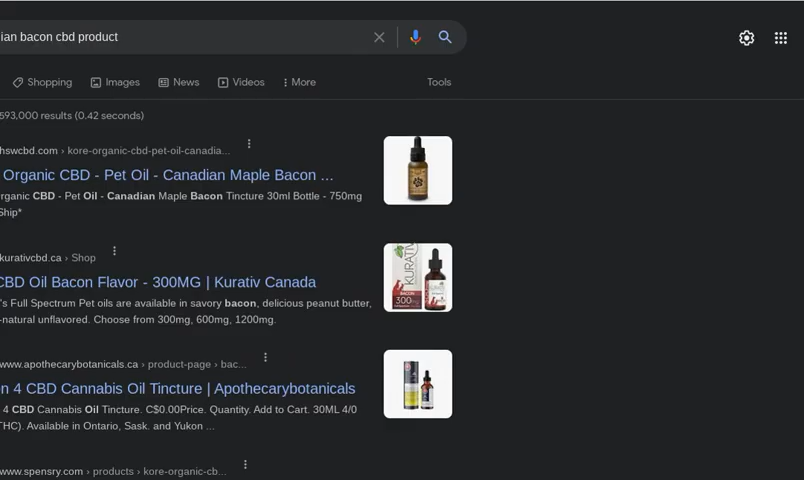 ian bacon cbd product
Shopping Images News Videos More Tools
593,000 results (0.42 seconds)
hswcbd.com › kore-organic-cbd-pet-oil-canadia...
Organic CBD - Pet Oil - Canadian Maple Bacon ...
rganic CBD - Pet Oil - Canadian Maple Bacon Tincture 30ml Bottle - 750mg
Ship*
kurativcbd.ca › Shop
CBD Oil Bacon Flavor - 300MG | Kurativ Canada
's Full Spectrum Pet oils are available in savory bacon, delicious peanut butter,
-natural unflavored. Choose from 300mg, 600mg, 1200mg.
KURATIV
BACON
300
www.apothecarybotanicals.ca › product-page › bac...
n 4 CBD Cannabis Oil Tincture | Apothecarybotanicals
4 CBD Cannabis Oil Tincture. C$0.00Price. Quantity. Add to Cart. 30ML 4/0
THC). Available in Ontario, Sask. and Yukon ...
www.spensry.com › products › kore-organic-cb...